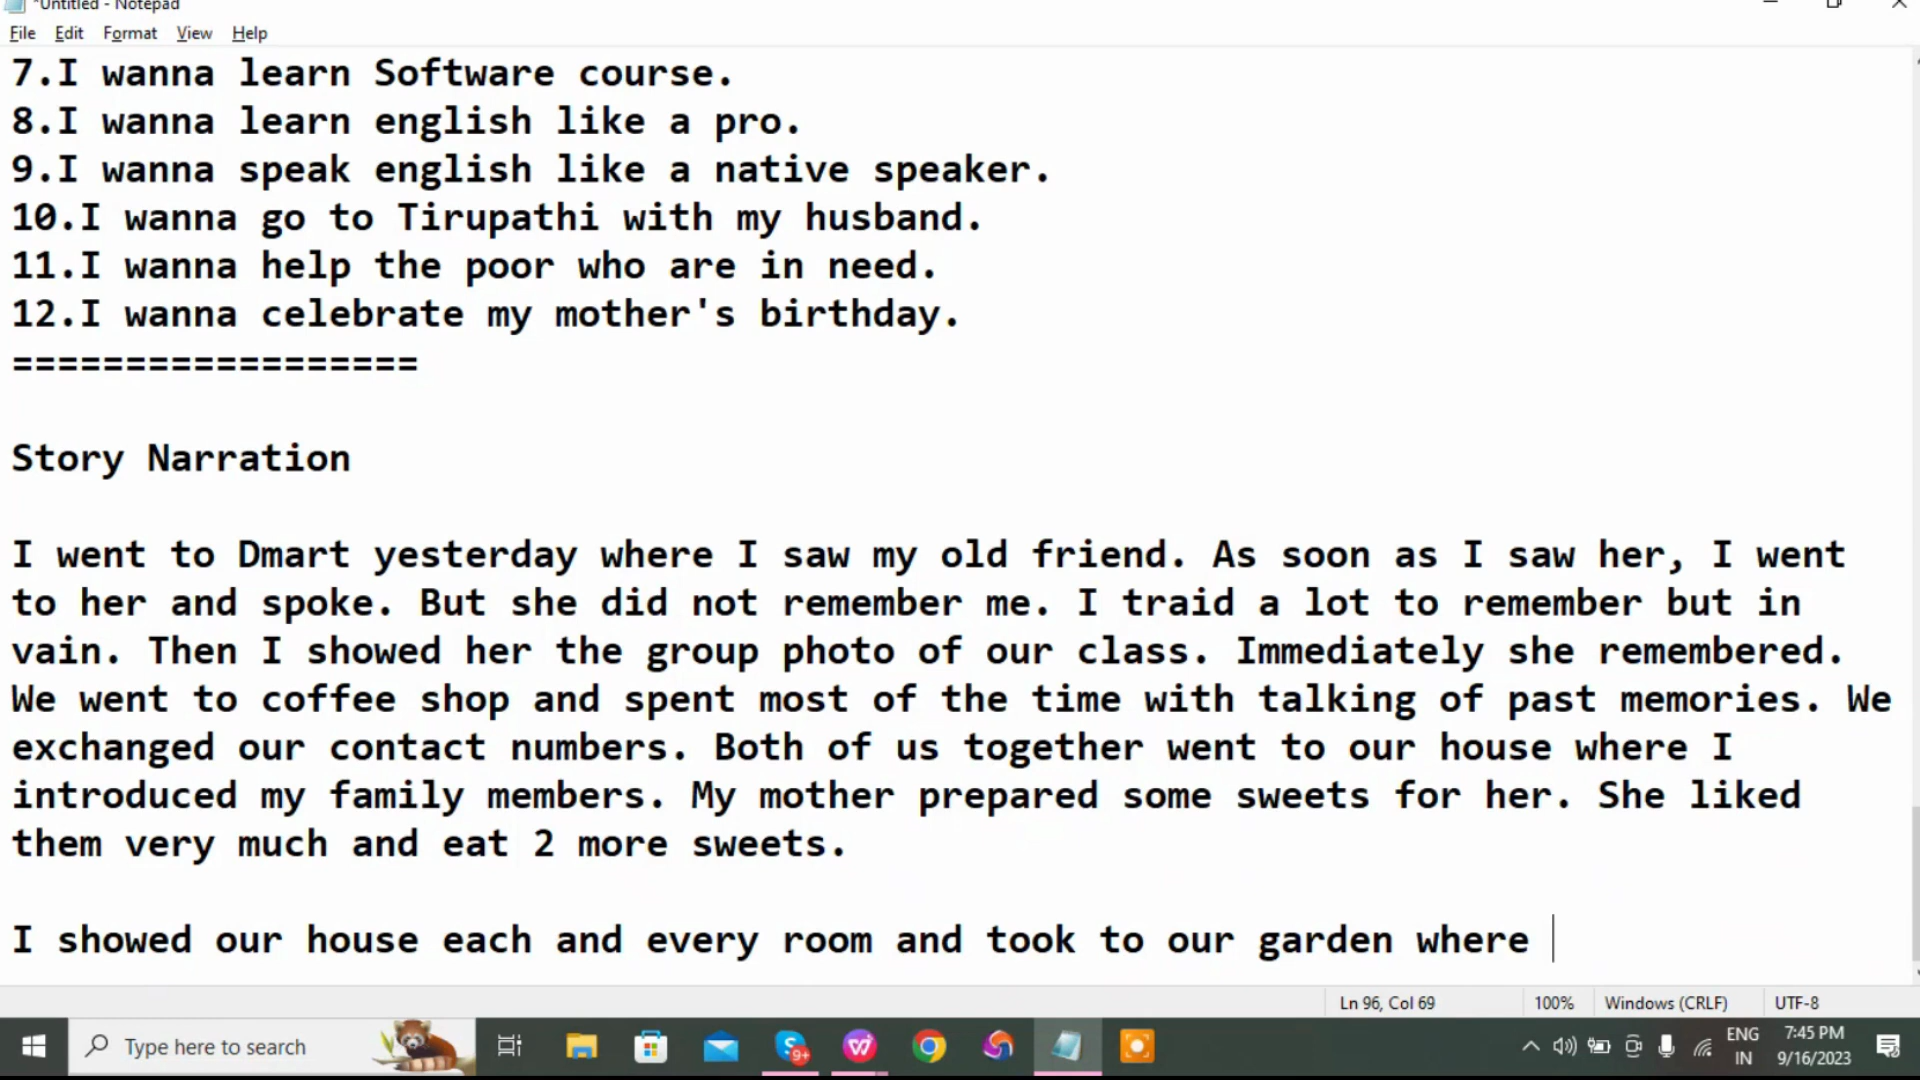 *Untitled - Notepad
File Edit Format View Help
7.I wanna learn Software course.
8.I wanna learn english like a pro.
9.I wanna speak english like a native speaker.
10.I wanna go to Tirupathi with my husband.
11.I wanna help the poor who are in need.
12.I wanna celebrate my mother's birthday.
==================
Story Narration
I went to Dmart yesterday where I saw my old friend. As soon as I saw her, I went
to her and spoke. But she did not remember me. I traid a lot to remember but in
vain. Then I showed her the group photo of our class. Immediately she remembered.
We went to coffee shop and spent most of the time with talking of past memories. We
exchanged our contact numbers. Both of us together went to our house where I
introduced my family members. My mother prepared some sweets for her. She liked
them very much and eat 2 more sweets.
I showed our house each and every room and took to our garden where
Ln 96, Col 69 100% Windows (CRLF) UTF-8
Type here to search
9+
ENG
IN
7:45 PM
9/16/2023